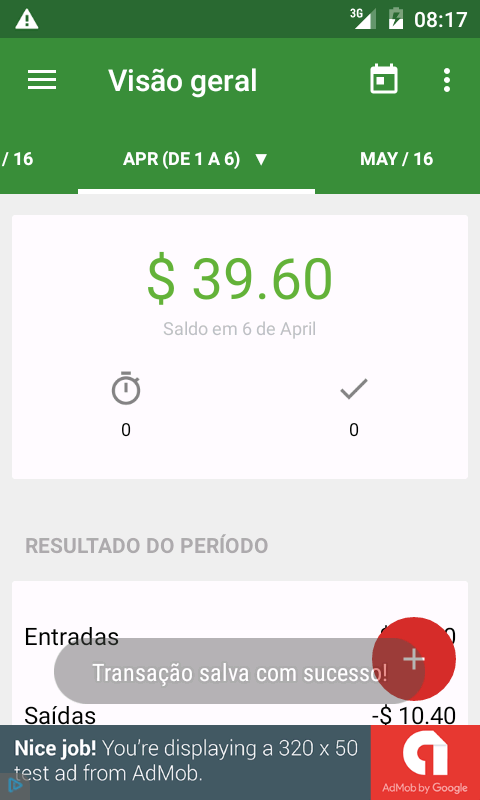 3G 08:17
Visão geral
/ 16 APR (DE 1 A 6) ▼ MAY / 16
$ 39.60
Saldo em 6 de April
0 0
RESULTADO DO PERÍODO
Entradas
Transação salva com sucesso!
Saídas -$ 10.40
Nice job! You're displaying a 320 x 50
test ad from AdMob.
AdMob by Google